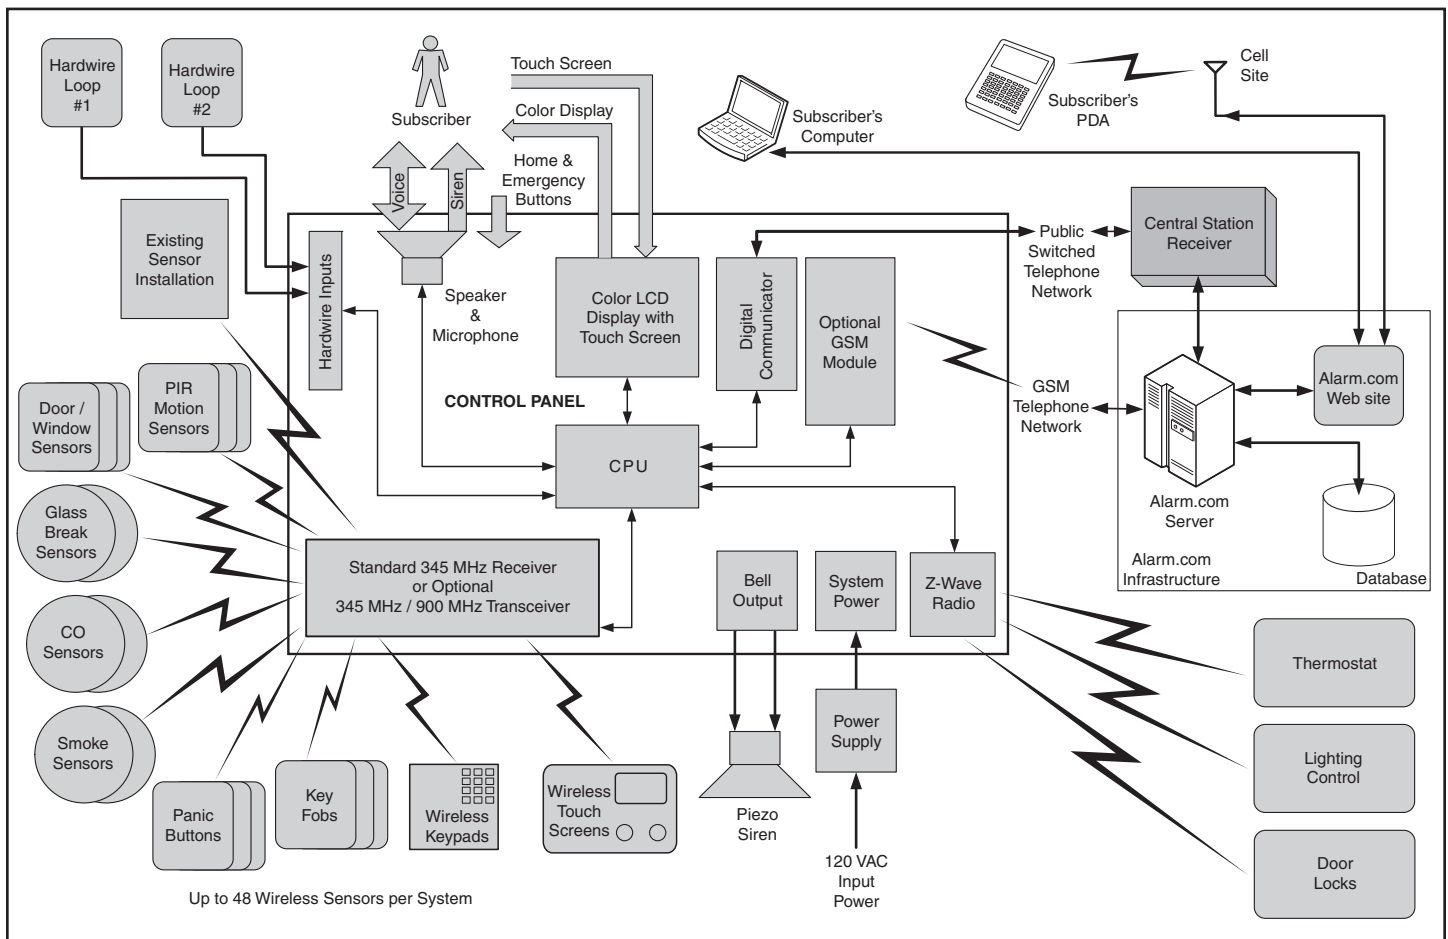 Hardwire
Loop
#1
Hardwire
Loop
#2
Subscriber
Touch Screen
Color Display
Home &
Emergency
Buttons
Voice
Siren
Subscriber's
Computer
Subscriber's
PDA
Cell
Site
Existing
Sensor
Installation
Hardwire Inputs
Speaker
&
Microphone
Color LCD
Display with
Touch Screen
Digital
Communicator
Optional
GSM
Module
Public
Switched
Telephone
Network
Central Station
Receiver
CONTROL PANEL
CPU
GSM
Telephone
Network
Alarm.com
Web site
Alarm.com
Server
Alarm.com
Infrastructure
Database
PIR
Motion
Sensors
Door /
Window
Sensors
Glass
Break
Sensors
CO
Sensors
Smoke
Sensors
Standard 345 MHz Receiver
or Optional
345 MHz / 900 MHz Transceiver
Bell
Output
System
Power
Z-Wave
Radio
Thermostat
Lighting
Control
Door
Locks
Panic
Buttons
Key
Fobs
Wireless
Keypads
Wireless
Touch
Screens
Piezo
Siren
Power
Supply
120 VAC
Input
Power
Up to 48 Wireless Sensors per System